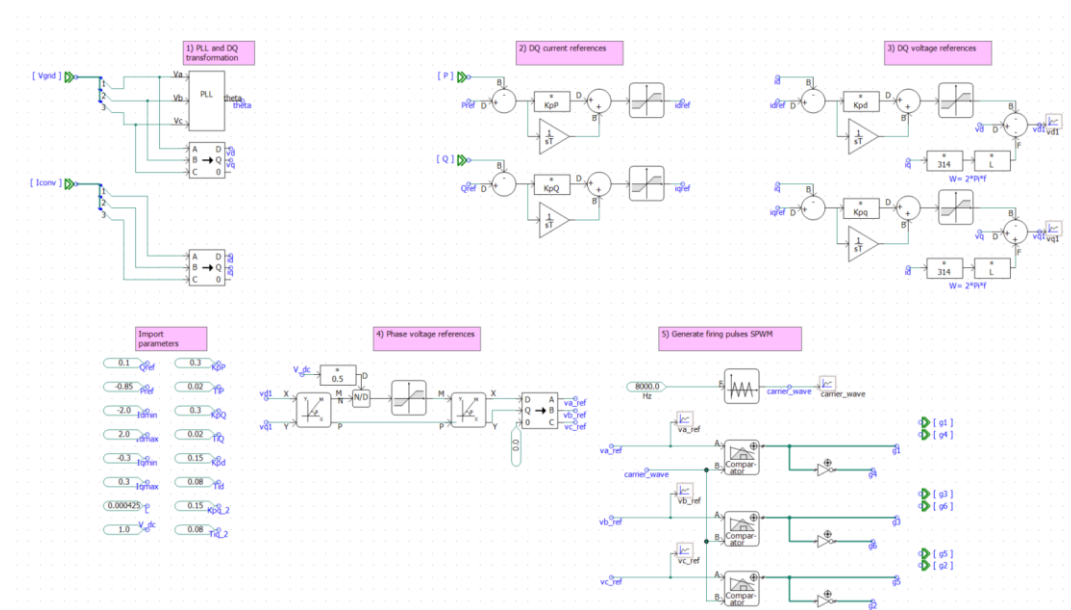 1) PLL and DQ
transformation
[ Vgrid ]
1
2
3
Va
Vb
Vc
PLL
theta
theta
A D
B Q
C 0
vd
vq
[ Iconv ]
1
2
3
A D
B Q
C 0
id
iq
2) DQ current references
[ P ]
B
Pref D
-
+
*
KpP
D
+
+
B
1
sT
idref
[ Q ]
B
Qref D
-
+
*
KpQ
D
+
+
B
1
sT
iqref
3) DQ voltage references
id
B
idref D
-
+
*
Kpd
D
+
+
B
1
sT
B
vd D
+
-
-
F
vd1
vd1
iq
*
314
*
L
W= 2*Pi*f
iq
B
iqref D
-
+
*
Kpq
D
+
+
B
1
sT
B
vq D
F
vq1
vq1
*
314
*
L
W= 2*Pi*f
Import
parameters
0.1 Qref
0.3 KpP
-0.85 Pref
0.02 TiP
-2.0 Idmin
0.3 KpQ
2.0 Idmax
0.02 TiQ
-0.3 Iqmin
0.15 Kpd
0.3 Iqmax
0.08 Tid
0.000425 L
0.15 Kpq_2
1.0 V_dc
0.08 Tiq_2
4) Phase voltage references
V_dc
*
0.5
D
vd1 X
M
N
N/D
M
X
D A
va_ref
Q B
vb_ref
0 C
vc_ref
vq1 Y
P
P
Y
0.0
5) Generate firing pulses SPWM
8000.0
Hz
F
carrier_wave
carrier_wave
va_ref
va_ref
A
Compar-
ator
B
carrier_wave
g1
g4
[ g1 ]
[ g4 ]
vb_ref
vb_ref
A
Compar-
ator
B
g3
g6
[ g3 ]
[ g6 ]
vc_ref
vc_ref
A
Compar-
ator
B
g5
g2
[ g5 ]
[ g2 ]